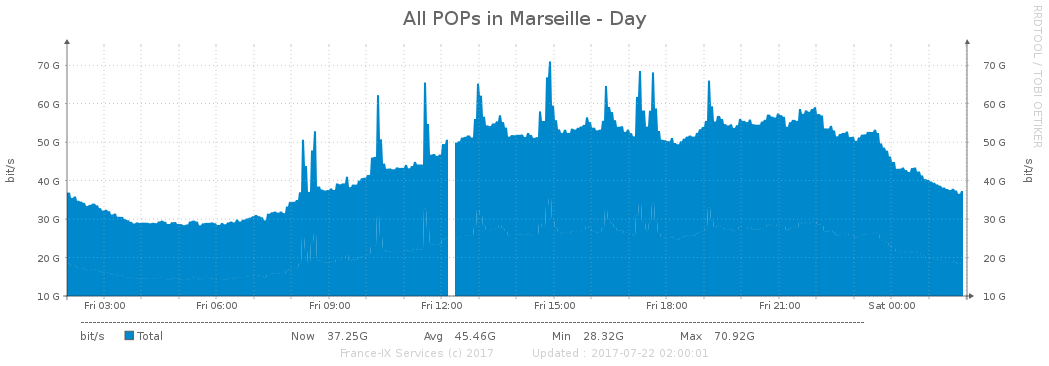 All POPs in Marseille - Day
RRDTOOL / TOBI OETIKER
70 G 70 G
60 G 60 G
50 G 50 G
40 G 40 G
30 G 30 G
20 G 20 G
10 G 10 G
bit/s bit/s
Fri 03:00 Fri 06:00 Fri 09:00 Fri 12:00 Fri 15:00 Fri 18:00 Fri 21:00 Sat 00:00
bit/s Total Now 37.25G Avg 45.46G Min 28.32G Max 70.92G
France-IX Services (c) 2017 Updated : 2017-07-22 02:00:01